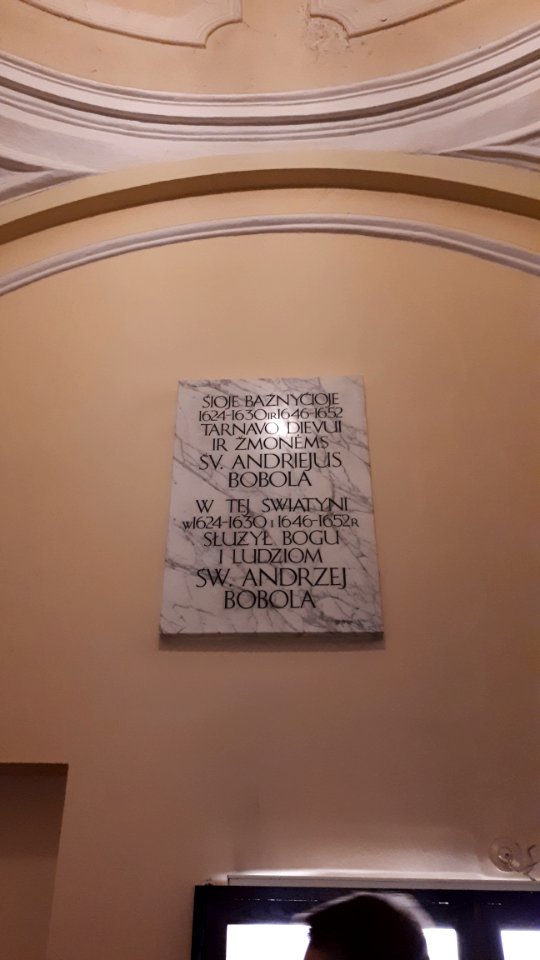 ŠIOJE BAŽNYČIOJE
1624-1630 IR 1646-1652
TARNAVO DIEVUI
IR ŽMONĖMS
ŠV. ANDRIEJUS
BOBOLA
W TEJ ŚWIĄTYNI
W 1624-1630 I 1646-1652 R
SŁUŻYŁ BOGU
I LUDZIOM
ŚW. ANDRZEJ
BOBOLA